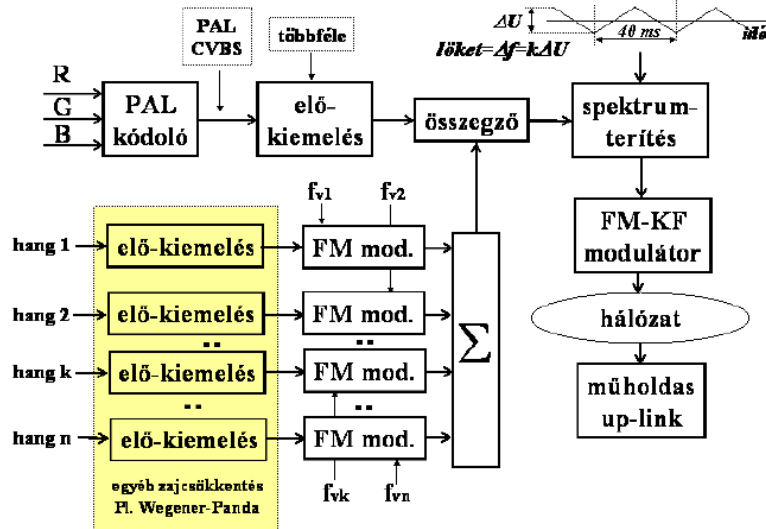 ΔU
40 ms
idő
löket=Δf=kΔU
PAL
CVBS
többféle
R
G
B
PAL
kódoló
elő-
kiemelés
összegző
spektrum-
terítés
FM-KF
modulátor
hálózat
műholdas
up-link
fv1
fv2
hang 1
elő-kiemelés
FM mod.
hang 2
elő-kiemelés
FM mod.
..
..
hang k
elő-kiemelés
FM mod.
..
..
hang n
elő-kiemelés
FM mod.
Σ
fvk
fvn
egyéb zajcsökkentés
Pl. Wegener-Panda